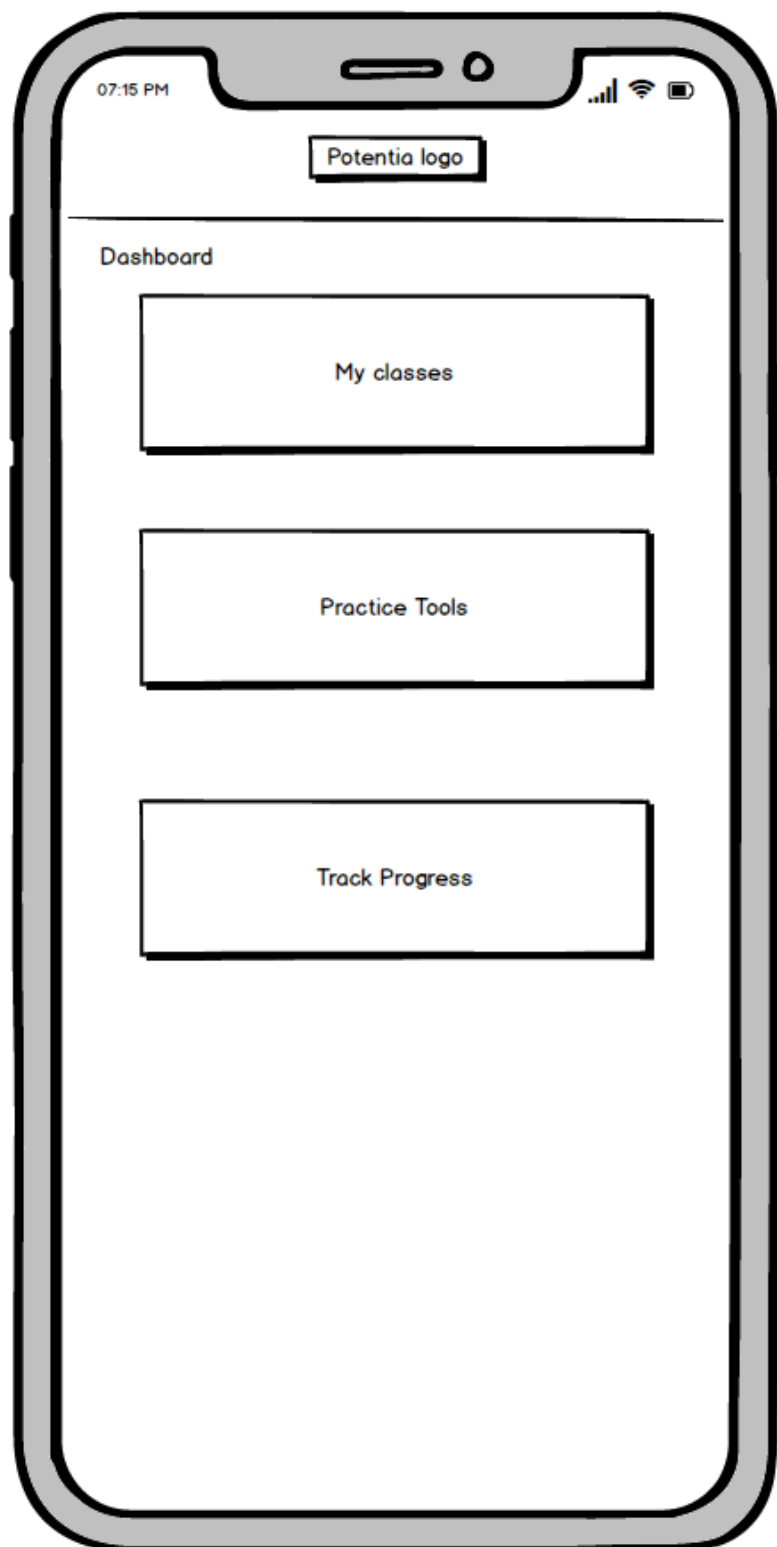 07:15 PM
Potentia logo
Dashboard
My classes
Practice Tools
Track Progress